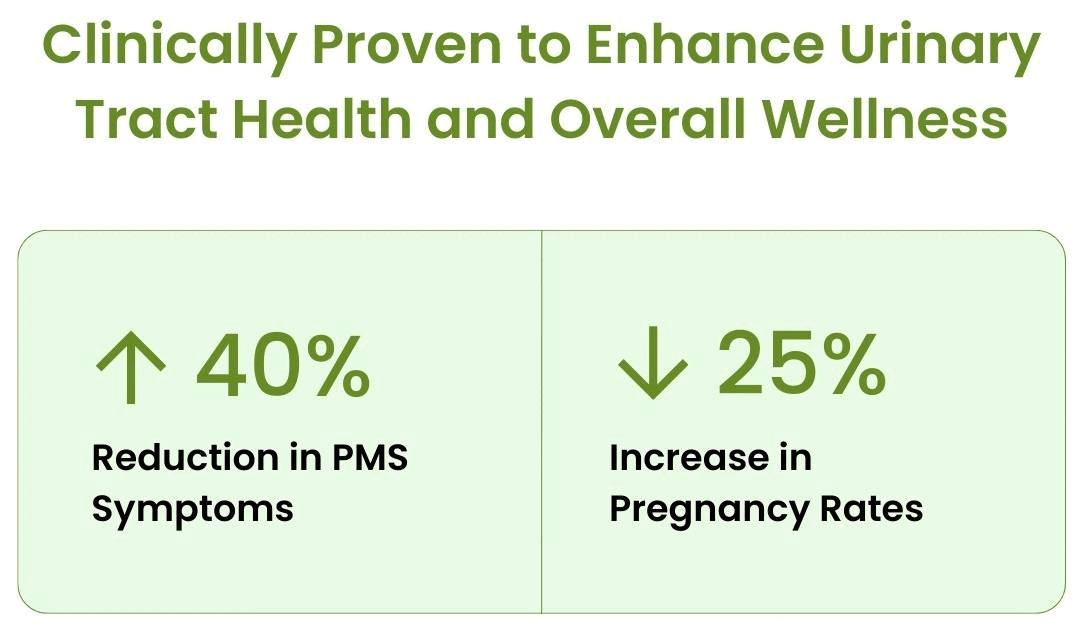 Clinically Proven to Enhance Urinary
Tract Health and Overall Wellness
↑ 40%
Reduction in PMS
Symptoms
↓ 25%
Increase in
Pregnancy Rates